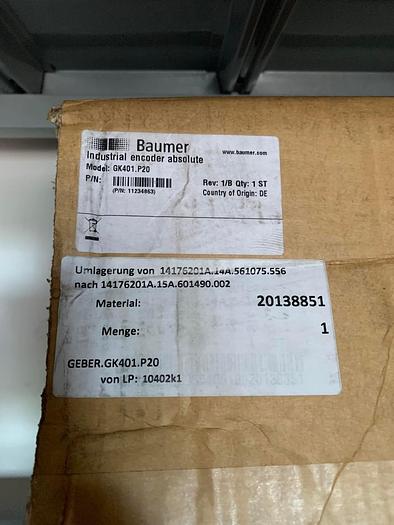 Baumer
www.baumer.com
Industrial encoder absolute
Model: GK401.P20
P/N:
Rev: 1/B Qty: 1 ST
(P/N: 11234863)
Country of Origin: DE
Umlagerung von 14176201A.14A.561075.556
nach 14176201A.15A.601490.002
Material: 20138851
Menge: 1
GEBER.GK401.P20
von LP: 10402k1